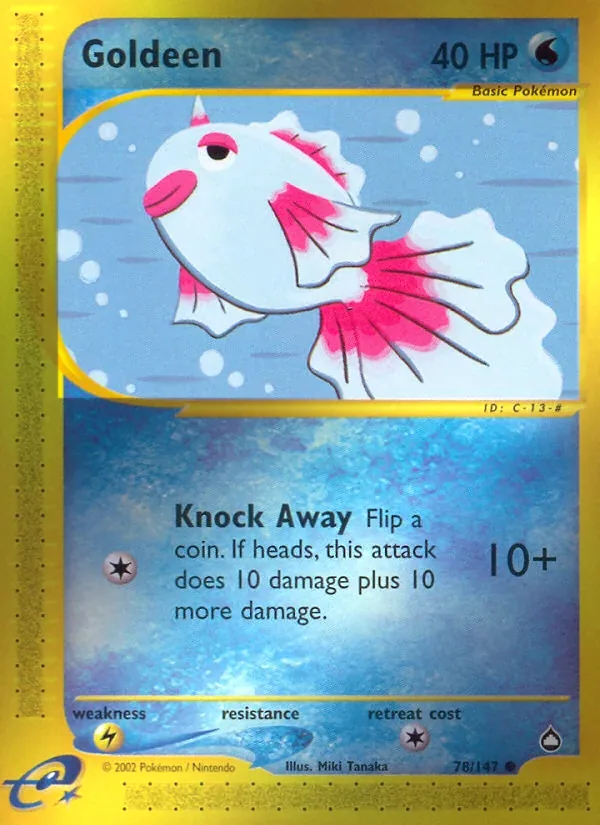 Goldeen 40 HP
Basic Pokémon
ID: C-13-#
Knock Away Flip a
coin. If heads, this attack
does 10 damage plus 10
more damage.
10+
weakness resistance retreat cost
© 2002 Pokémon / Nintendo Illus. Miki Tanaka 78/147
e